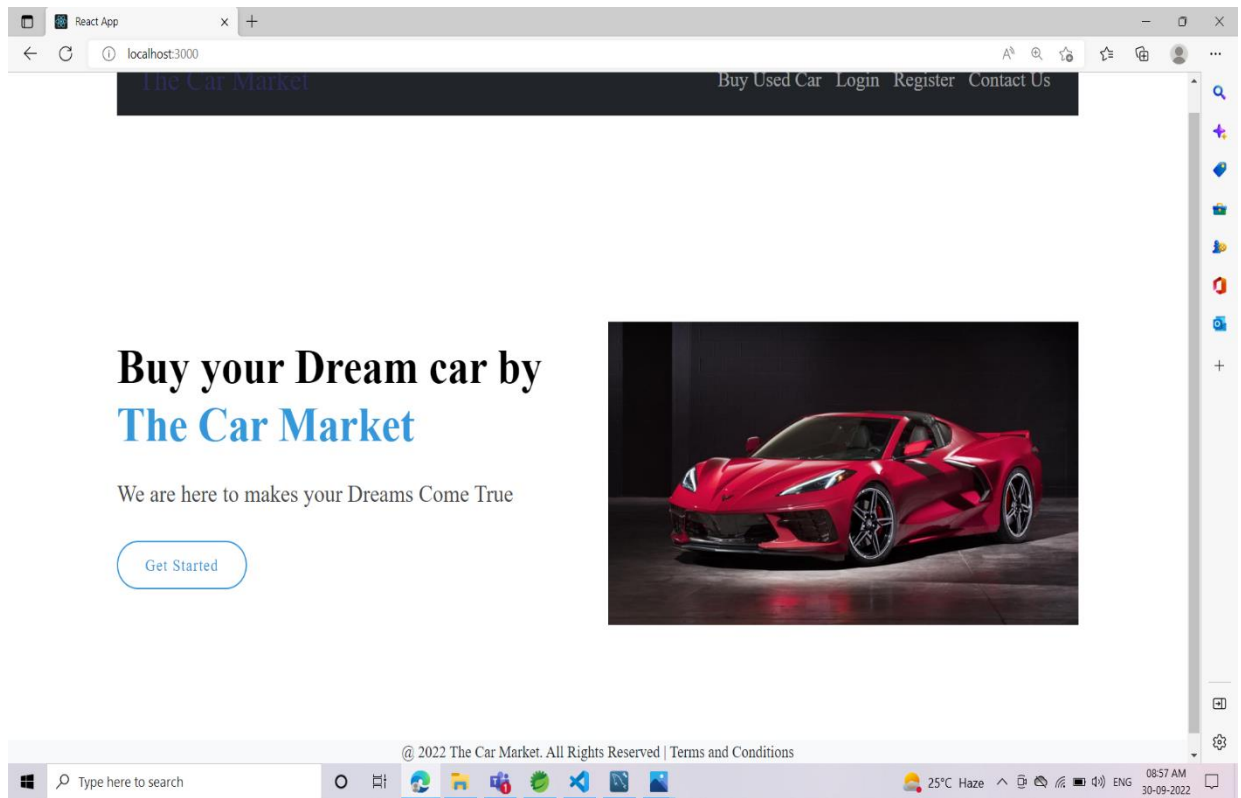 React App
localhost:3000
The Car Market
Buy Used Car Login Register Contact Us
Buy your Dream car by
The Car Market
We are here to makes your Dreams Come True
Get Started
@ 2022 The Car Market. All Rights Reserved | Terms and Conditions
Type here to search
25°C Haze
ENG
08:57 AM
30-09-2022